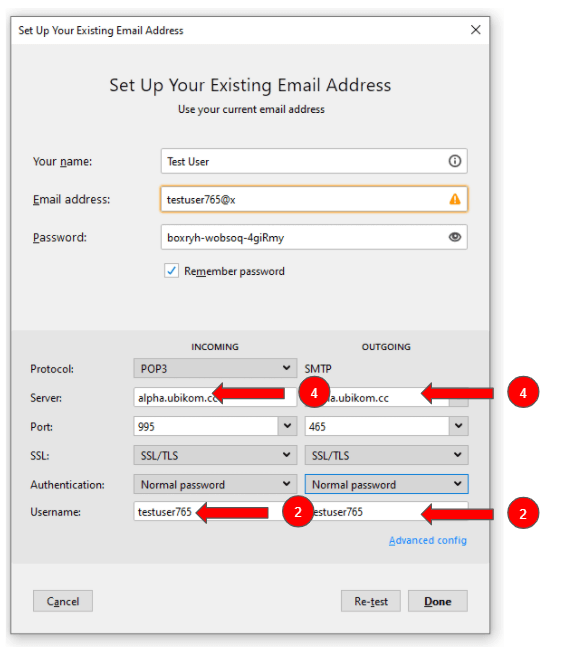 Set Up Your Existing Email Address
Set Up Your Existing Email Address
Use your current email address
Your name: Test User
Email address: testuser765@x
Password: boxryh-wobsoq-4giRmy
Remember password
INCOMING OUTGOING
Protocol: POP3 SMTP
Server: alpha.ubikom.cc 4 a.ubikom.cc 4
Port: 995 465
SSL: SSL/TLS SSL/TLS
Authentication: Normal password Normal password
Username: testuser765 2 estuser765 2
Advanced config
Cancel Re-test Done